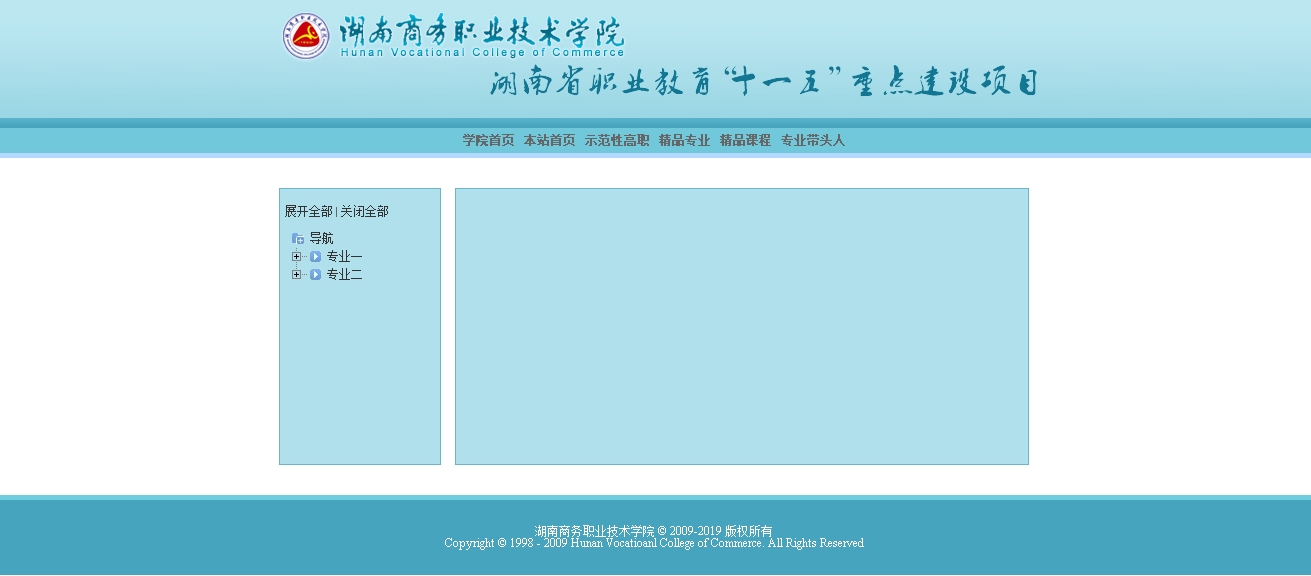 湖南商务职业技术学院
Hunan Vocational College of Commerce
湖南省职业教育“十一五”重点建设项目
学院首页 本站首页 示范性高职 精品专业 精品课程 专业带头人
展开全部 | 关闭全部
导航
专业一
专业二
湖南商务职业技术学院 © 2009-2019 版权所有
Copyright © 1998 - 2009 Hunan Vocatioanl College of Commerce. All Rights Reserved